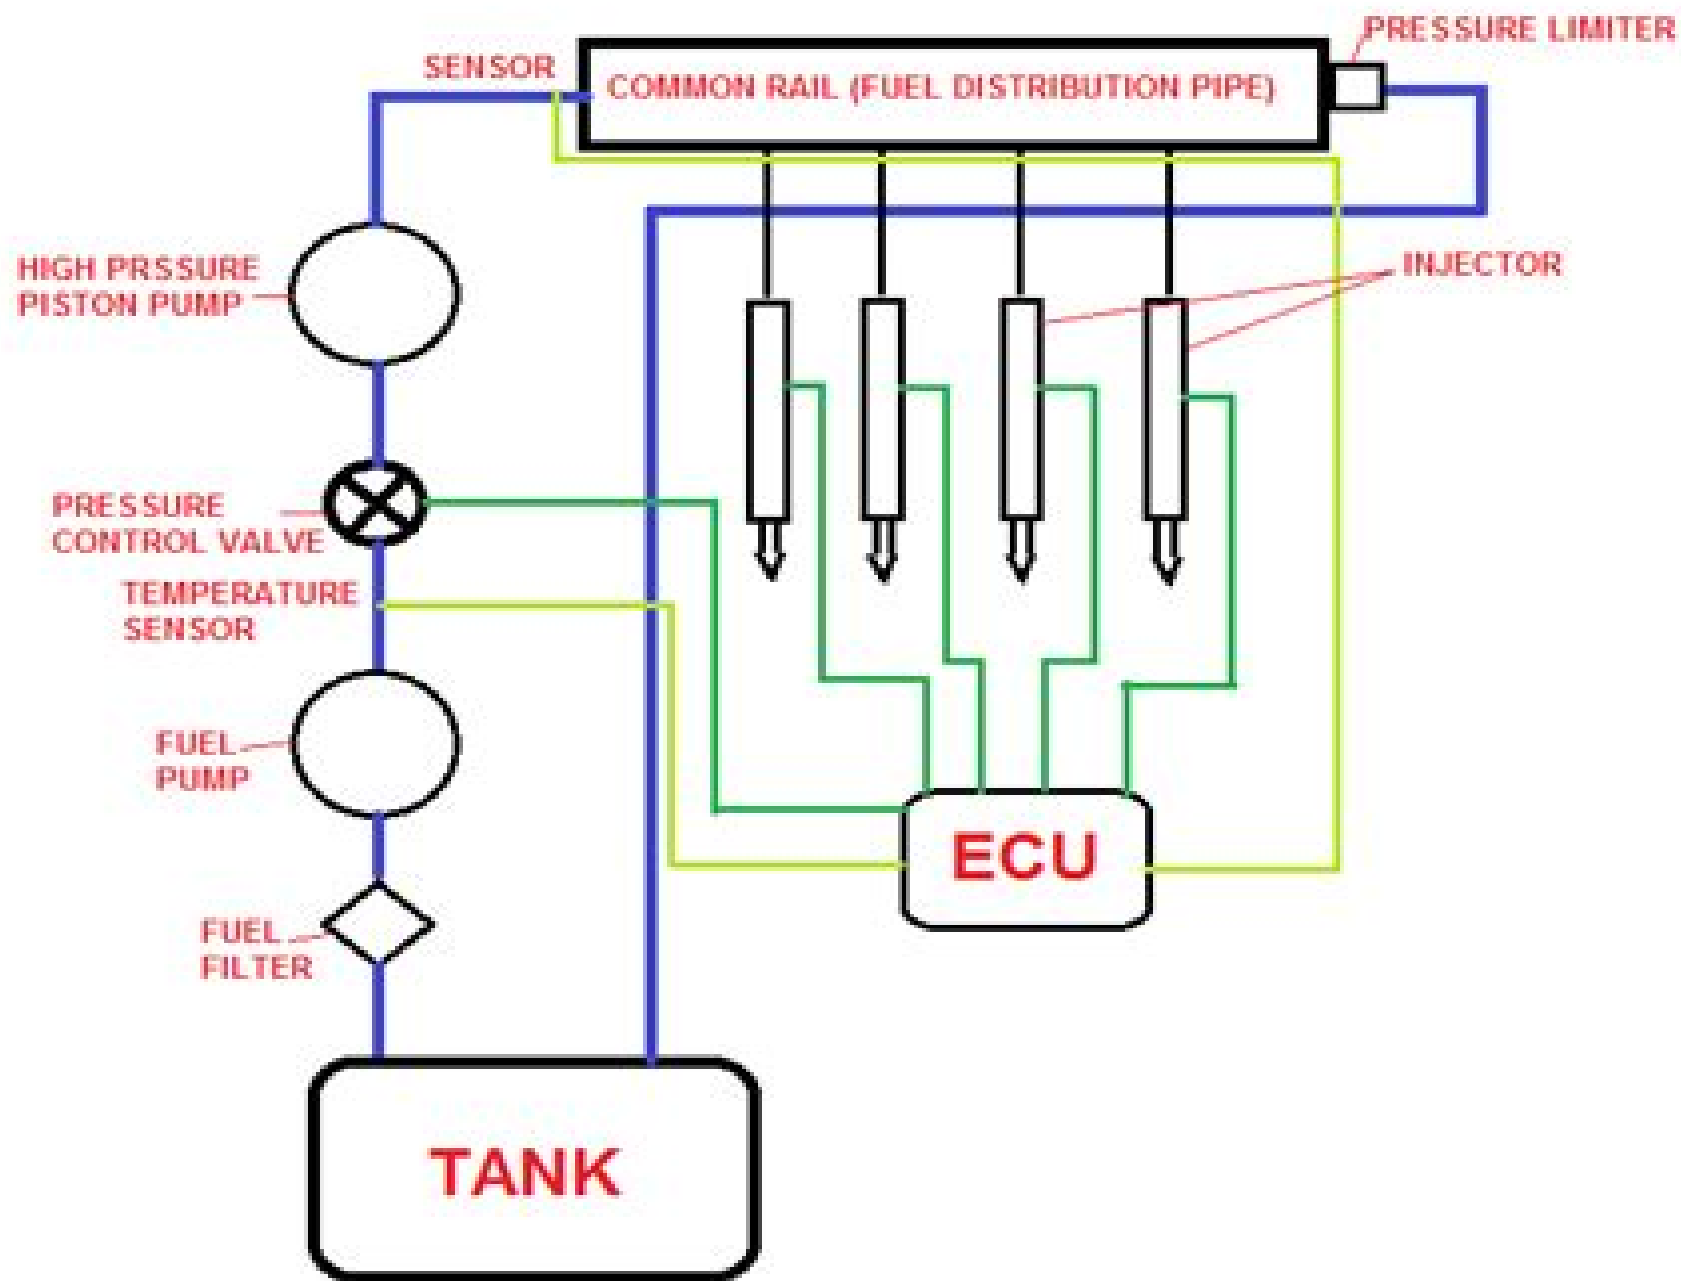 PRESSURE LIMITER
SENSOR
COMMON RAIL (FUEL DISTRIBUTION PIPE)
HIGH PRSSURE
PISTON PUMP
INJECTOR
PRESSURE
CONTROL VALVE
TEMPERATURE
SENSOR
FUEL
PUMP
ECU
FUEL
FILTER
TANK